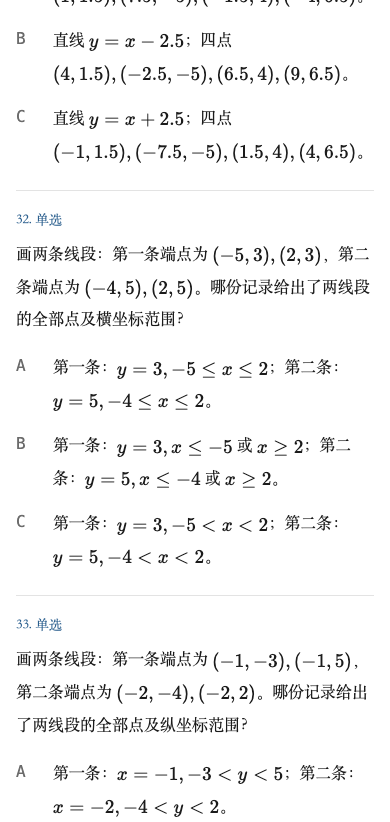 B 直线 y = x − 2.5；四点
(4, 1.5), (−2.5, −5), (6.5, 4), (9, 6.5)。
C 直线 y = x + 2.5；四点
(−1, 1.5), (−7.5, −5), (1.5, 4), (4, 6.5)。
32. 单选
画两条线段：第一条端点为 (−5, 3), (2, 3)，第二
条端点为 (−4, 5), (2, 5)。哪份记录给出了两线段
的全部点及横坐标范围?
A 第一条：y = 3, −5 ≤ x ≤ 2；第二条：
y = 5, −4 ≤ x ≤ 2。
B 第一条：y = 3, x ≤ −5 或 x ≥ 2；第二
条：y = 5, x ≤ −4 或 x ≥ 2。
C 第一条：y = 3, −5 < x < 2；第二条：
y = 5, −4 < x < 2。
33. 单选
画两条线段：第一条端点为 (−1, −3), (−1, 5)，
第二条端点为 (−2, −4), (−2, 2)。哪份记录给出
了两线段的全部点及纵坐标范围?
A 第一条：x = −1, −3 < y < 5；第二条：
x = −2, −4 < y < 2。